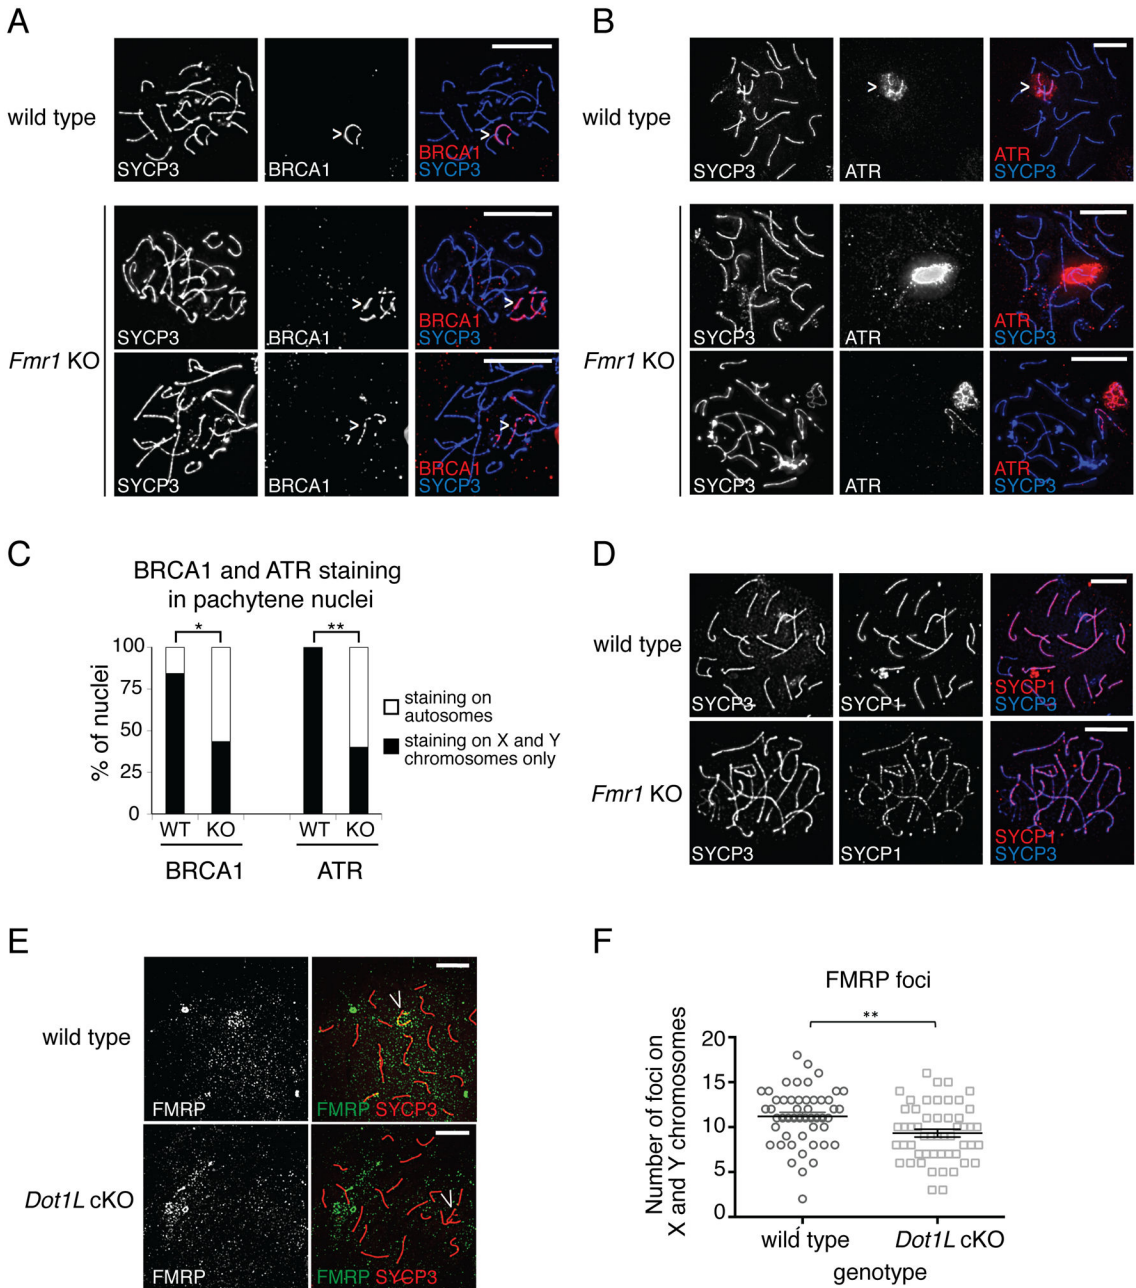 A
wild type
SYCP3
BRCA1
BRCA1
SYCP3
Fmr1 KO
SYCP3
BRCA1
BRCA1
SYCP3
SYCP3
BRCA1
BRCA1
SYCP3
B
wild type
SYCP3
ATR
ATR
SYCP3
Fmr1 KO
SYCP3
ATR
ATR
SYCP3
SYCP3
ATR
ATR
SYCP3
C
BRCA1 and ATR staining
in pachytene nuclei
* **
% of nuclei
100
75
50
25
0
WT KO WT KO
BRCA1 ATR
staining on
autosomes
staining on X and Y
chromosomes only
D
wild type
SYCP3
SYCP1
SYCP1
SYCP3
Fmr1 KO
SYCP3
SYCP1
SYCP1
SYCP3
E
wild type
FMRP
FMRP SYCP3
Dot1L cKO
FMRP
FMRP SYCP3
F
FMRP foci
**
Number of foci on
X and Y chromosomes
20
15
10
5
0
wild type Dot1L cKO
genotype